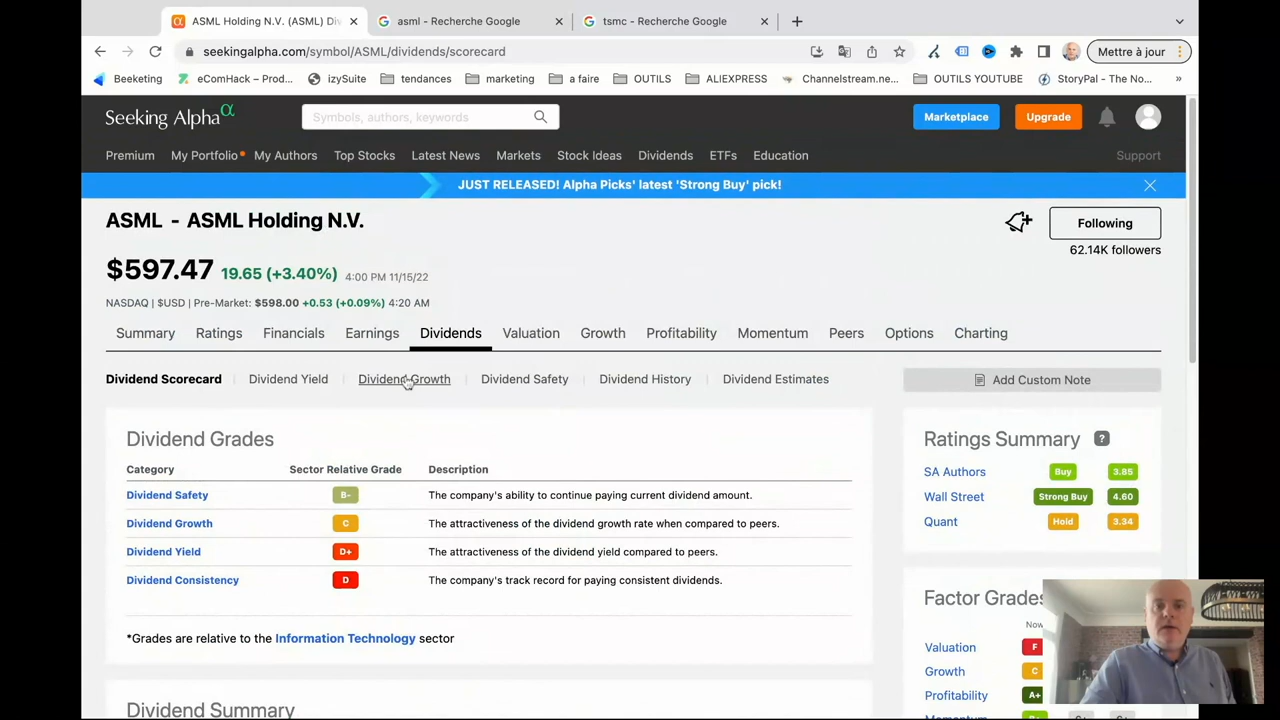 ASML Holding N.V. (ASML) Div
asml - Recherche Google
tsmc - Recherche Google
seekingalpha.com/symbol/ASML/dividends/scorecard
Mettre à jour
Beeketing
eComHack – Prod...
izySuite
tendances
marketing
a faire
OUTILS
ALIEXPRESS
Channelstream.ne...
OUTILS YOUTUBE
StoryPal - The No...
»
Seeking Alpha α
Symbols, authors, keywords
Marketplace
Upgrade
Premium
My Portfolio
My Authors
Top Stocks
Latest News
Markets
Stock Ideas
Dividends
ETFs
Education
Support
JUST RELEASED! Alpha Picks' latest 'Strong Buy' pick!
ASML - ASML Holding N.V.
Following
62.14K followers
$597.47 19.65 (+3.40%) 4:00 PM 11/15/22
NASDAQ | $USD | Pre-Market: $598.00 +0.53 (+0.09%) 4:20 AM
Summary
Ratings
Financials
Earnings
Dividends
Valuation
Growth
Profitability
Momentum
Peers
Options
Charting
Dividend Scorecard
Dividend Yield
Dividend Growth
Dividend Safety
Dividend History
Dividend Estimates
Add Custom Note
Dividend Grades
Category Sector Relative Grade Description
Dividend Safety B- The company's ability to continue paying current dividend amount.
Dividend Growth C The attractiveness of the dividend growth rate when compared to peers.
Dividend Yield D+ The attractiveness of the dividend yield compared to peers.
Dividend Consistency D The company's track record for paying consistent dividends.
*Grades are relative to the Information Technology sector
Dividend Summary
Ratings Summary ?
SA Authors Buy 3.85
Wall Street Strong Buy 4.60
Quant Hold 3.34
Factor Grades
Now
Valuation F
Growth C
Profitability A+
Momentum